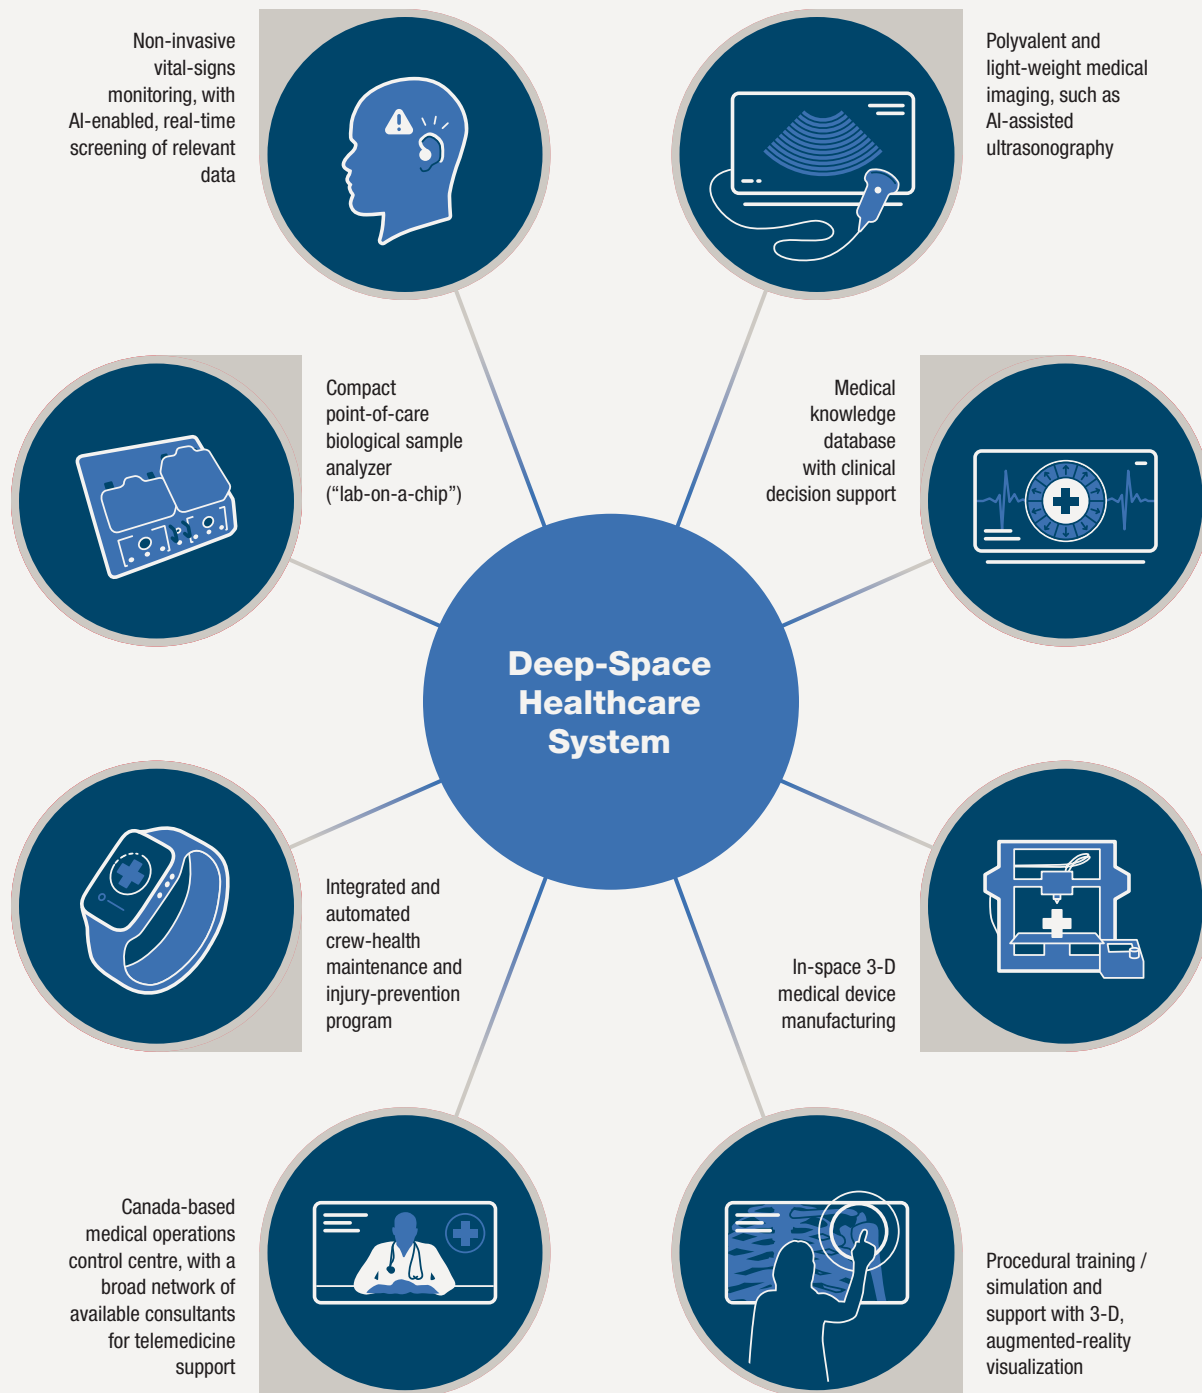 Non-invasive
vital-signs
monitoring, with
AI-enabled, real-time
screening of relevant
data
Polyvalent and
light-weight medical
imaging, such as
AI-assisted
ultrasonography
Compact
point-of-care
biological sample
analyzer
(“lab-on-a-chip”)
Medical
knowledge
database
with clinical
decision support
Deep-Space
Healthcare
System
Integrated and
automated
crew-health
maintenance and
injury-prevention
program
In-space 3-D
medical device
manufacturing
Canada-based
medical operations
control centre, with a
broad network of
available consultants
for telemedicine
support
Procedural training /
simulation and
support with 3-D,
augmented-reality
visualization